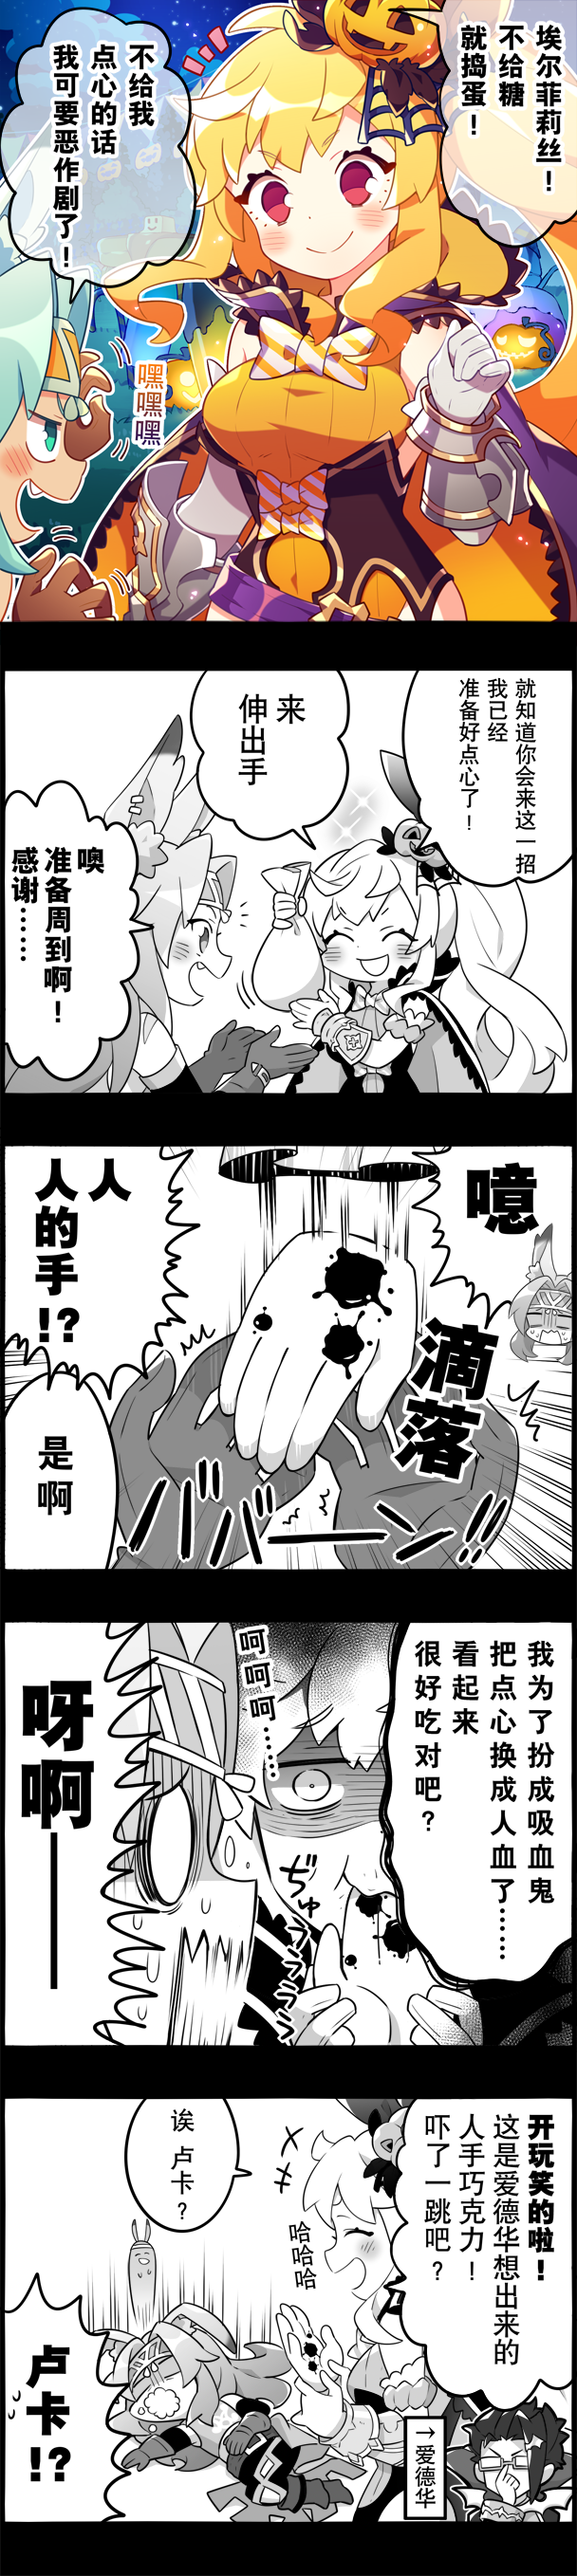 埃尔菲莉丝！
不给糖
就捣蛋！
不给我
点心的话
我可要恶作剧了！
嘿嘿嘿
就知道你会来这一招
我已经
准备好点心了！
来
伸出手
噢
准备周到啊！
感谢……
噫
滴落
人
人的手!?
是啊
ババーン!!
我为了扮成吸血鬼
把点心换成人血了……
看起来
很好吃对吧？
呵呵呵……
ぢゅうううう
呀啊——
开玩笑的啦！
这是爱德华想出来的
人手巧克力！
吓了一跳吧？
哈哈哈
诶 卢卡？
卢卡!?
→爱德华